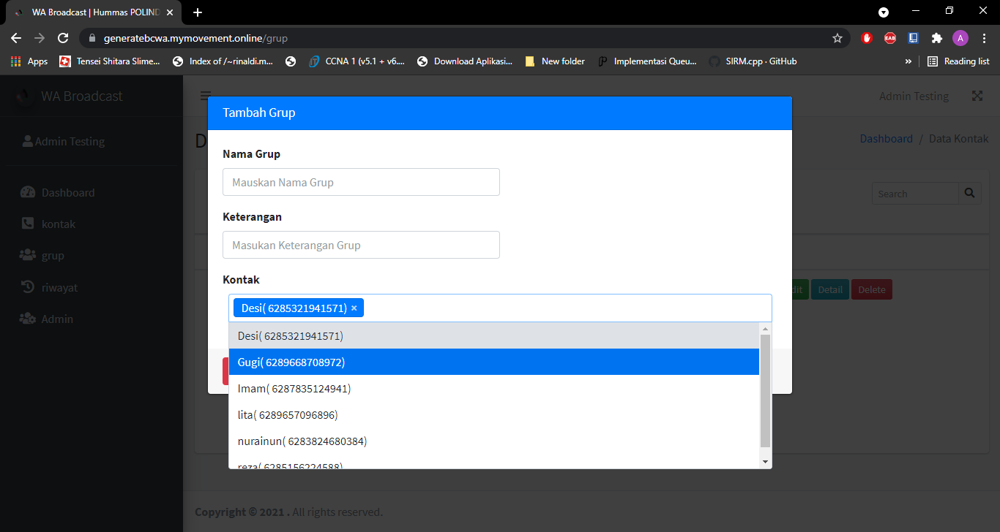 WA Broadcast | Hummas POLIND
generatebcwa.mymovement.online/grup
Apps
Tensei Shitara Slime...
Index of /~rinaldi.m...
CCNA 1 (v5.1 + v6....
Download Aplikasi...
New folder
Implementasi Queu...
SIRM.cpp · GitHub
»
Reading list
WA Broadcast
Admin Testing
Admin Testing
Dashboard / Data Kontak
Dashboard
kontak
grup
riwayat
Admin
Search
Tambah Grup
Nama Grup
Mauskan Nama Grup
Keterangan
Masukan Keterangan Grup
Kontak
Desi( 6285321941571) ×
Desi( 6285321941571)
Gugi( 6289668708972)
Imam( 6287835124941)
lita( 6289657096896)
nurainun( 6283824680384)
reza( 6285156224588)
Detail
Delete
Copyright © 2021 . All rights reserved.